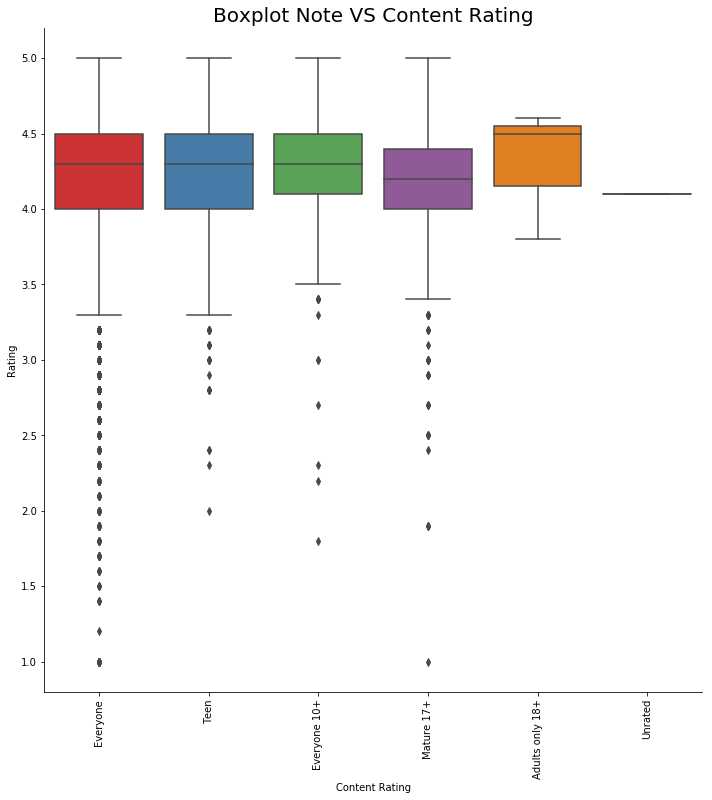 Boxplot Note VS Content Rating
5.0
4.5
4.0
3.5
3.0
2.5
2.0
1.5
1.0
Rating
Everyone
Teen
Everyone 10+
Mature 17+
Adults only 18+
Unrated
Content Rating